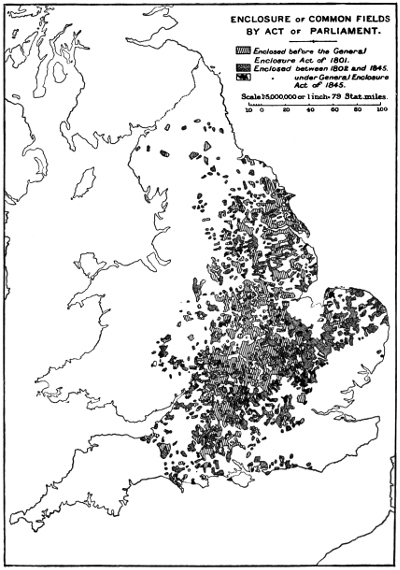 ENCLOSURE OF COMMON FIELDS
BY ACT OF PARLIAMENT.
Enclosed before the General
Enclosure Act of 1801.
Enclosed between 1802 and 1845.
" under General Enclosure
Act of 1845.
Scale 1:5,000,000 or 1 inch = 79 Stat. miles.
10 0 20 40 60 80 100